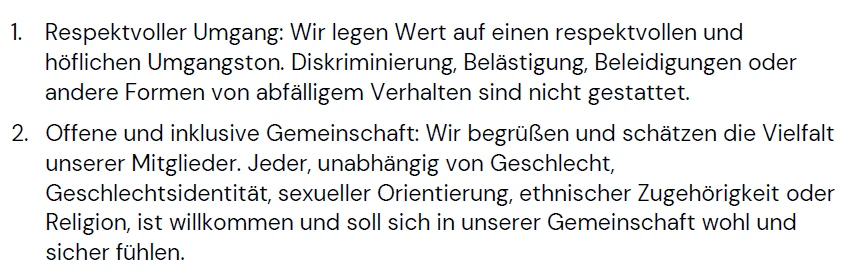 1. Respektvoller Umgang: Wir legen Wert auf einen respektvollen und
höflichen Umgangston. Diskriminierung, Belästigung, Beleidigungen oder
andere Formen von abfälligem Verhalten sind nicht gestattet.
2. Offene und inklusive Gemeinschaft: Wir begrüßen und schätzen die Vielfalt
unserer Mitglieder. Jeder, unabhängig von Geschlecht,
Geschlechtsidentität, sexueller Orientierung, ethnischer Zugehörigkeit oder
Religion, ist willkommen und soll sich in unserer Gemeinschaft wohl und
sicher fühlen.